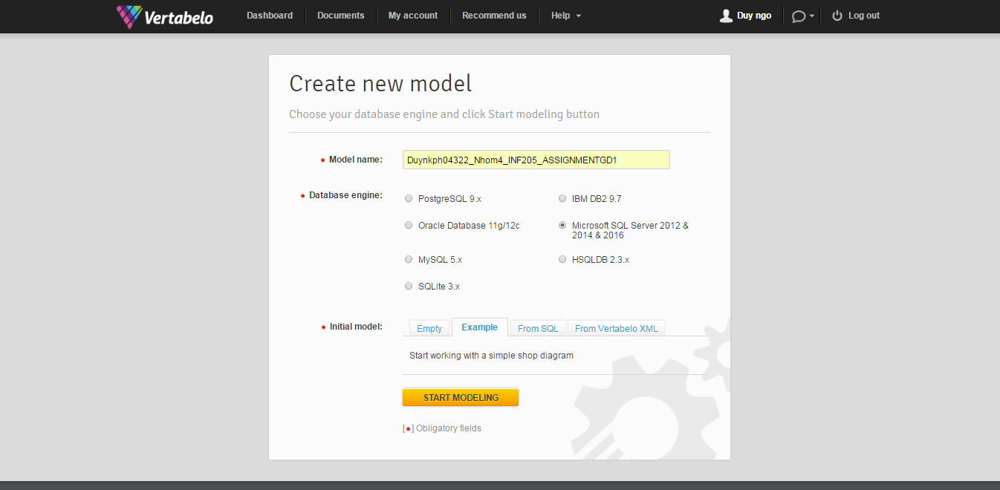 Vertabelo Dashboard Documents My account Recommend us Help Duy ngo Log out
Create new model
Choose your database engine and click Start modeling button
* Model name: Duynkph04322_Nhom4_INF205_ASSIGNMENTGD1
* Database engine: PostgreSQL 9.x IBM DB2 9.7
Oracle Database 11g/12c Microsoft SQL Server 2012 &
2014 & 2016
MySQL 5.x HSQLDB 2.3.x
SQLite 3.x
* Initial model: Empty Example From SQL From Vertabelo XML
Start working with a simple shop diagram
START MODELING
[*] Obligatory fields